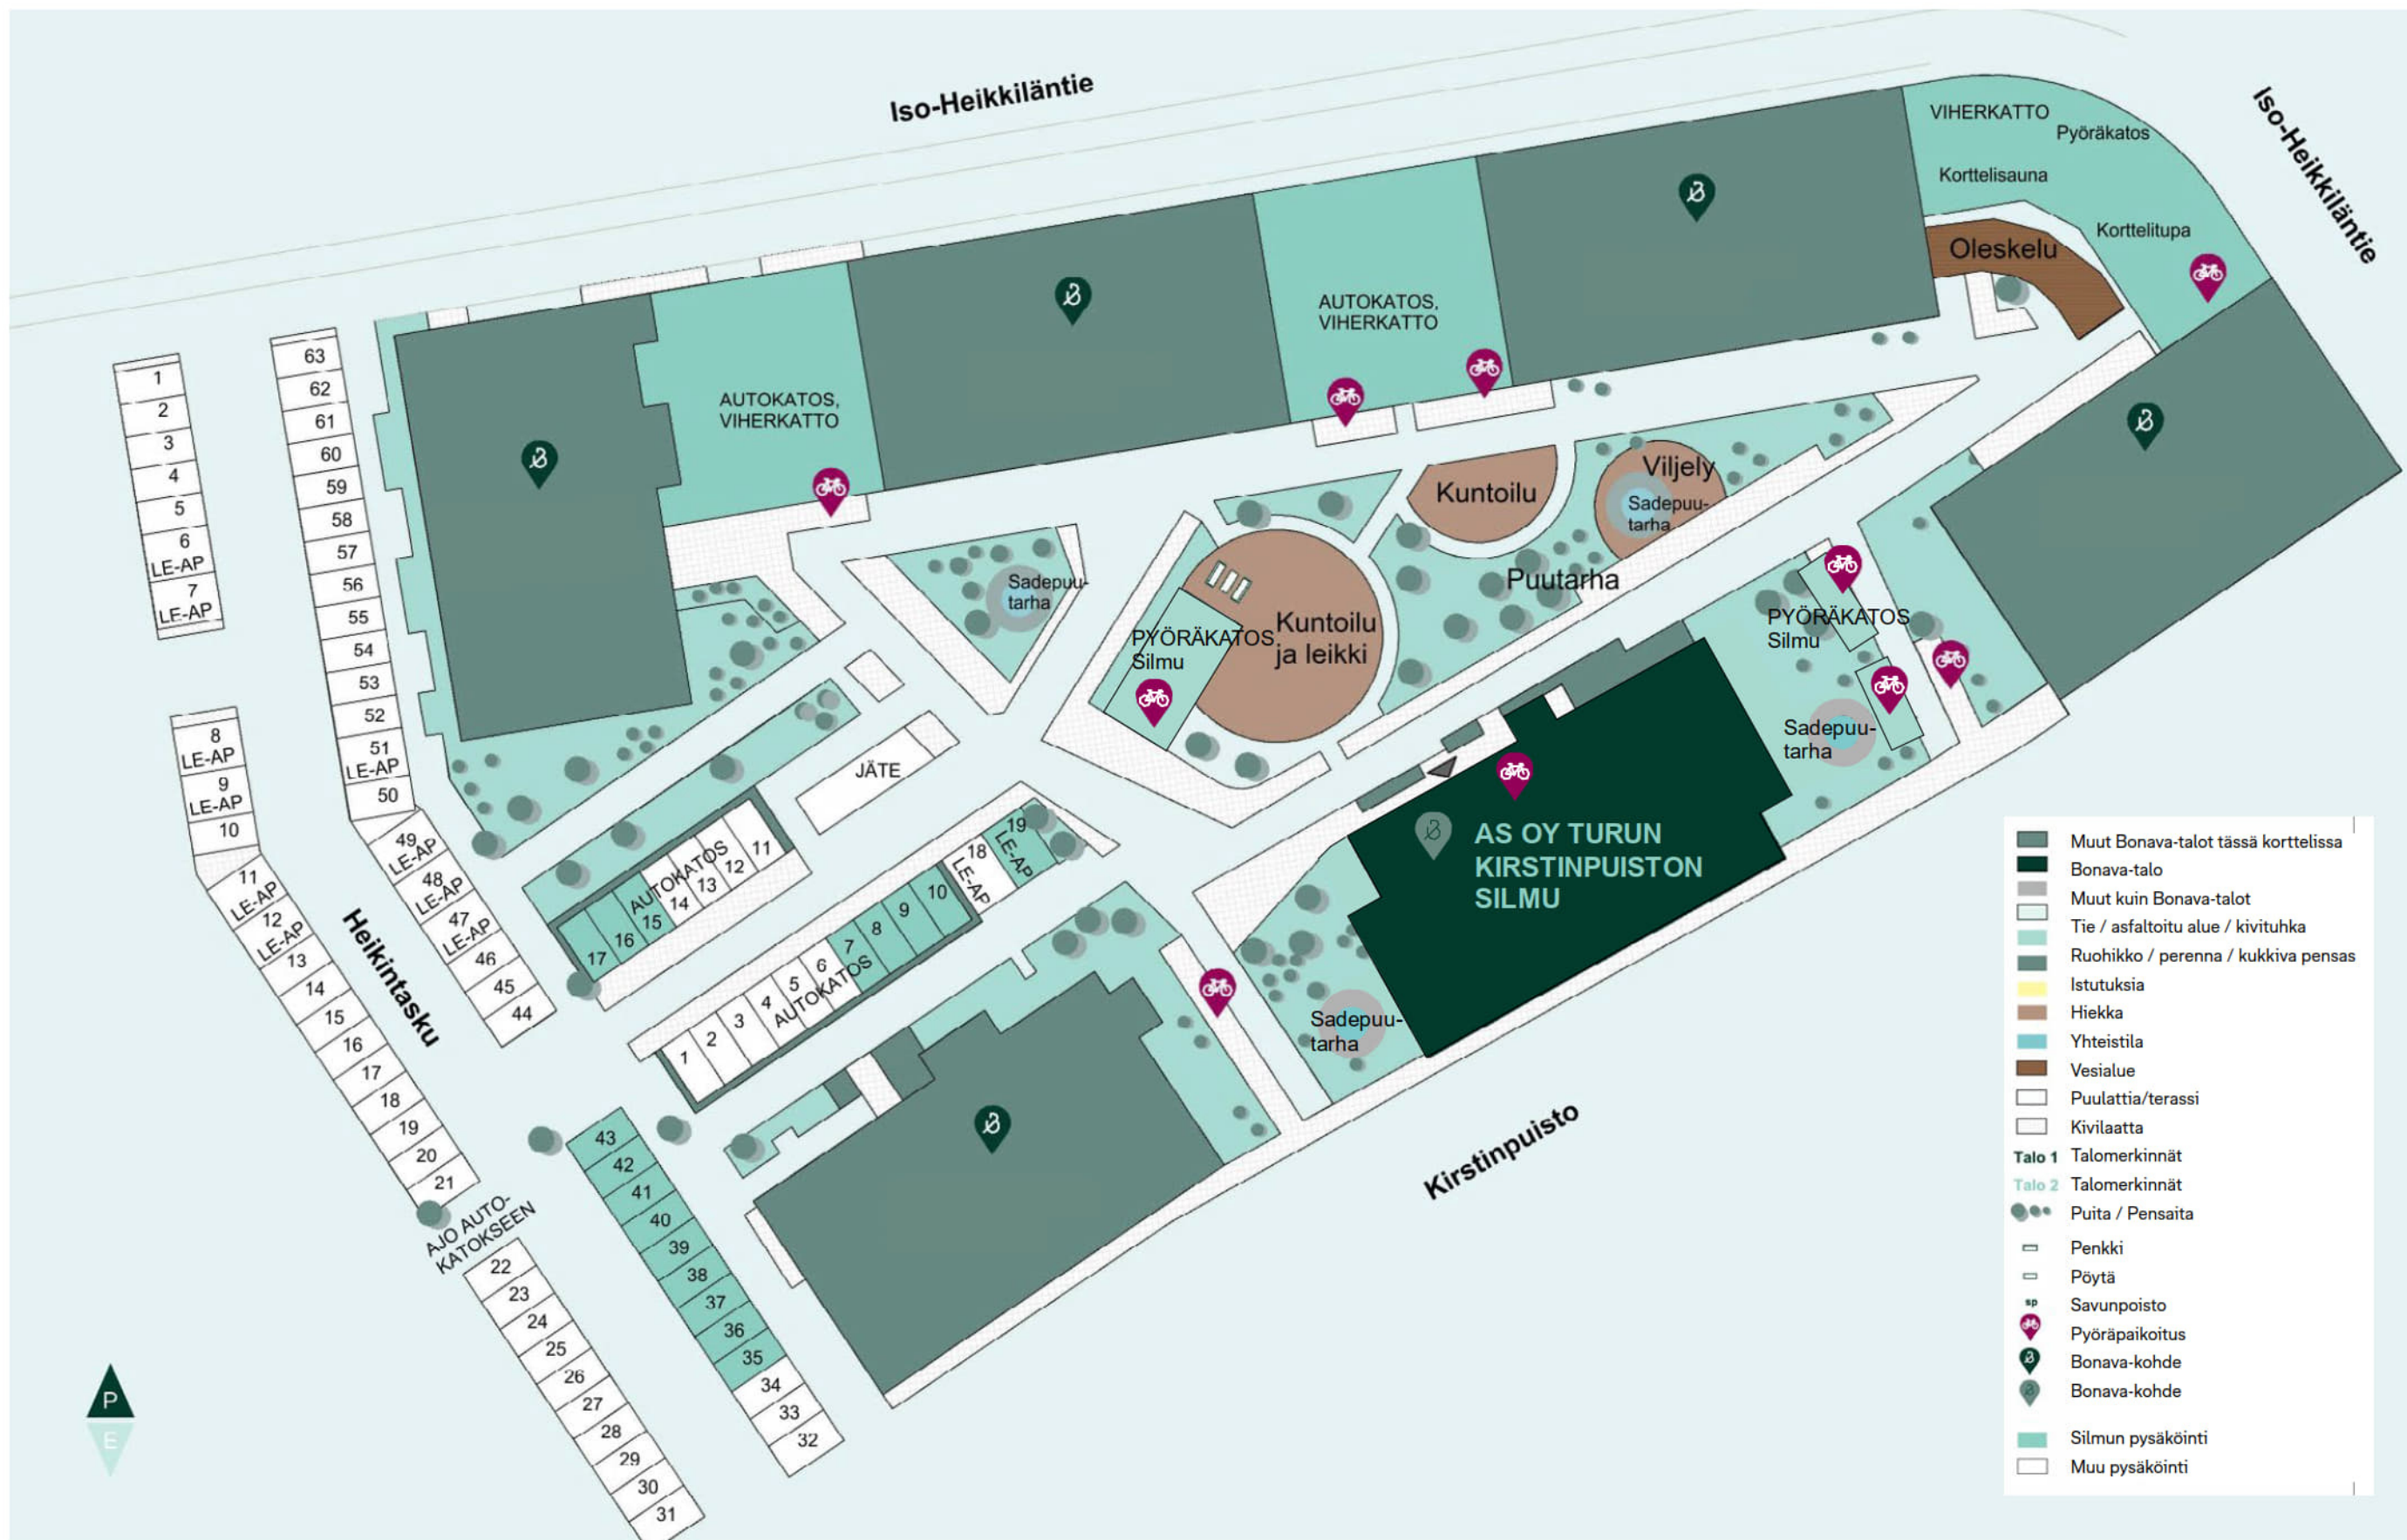 Iso-Heikkiläntie
Iso-Heikkiläntie
VIHERKATTO
Pyöräkatos
Korttelisauna
Korttelitupa
Oleskelu
AUTOKATOS,
VIHERKATTO
AUTOKATOS,
VIHERKATTO
Kuntoilu
Viljely
Sadepuu-
tarha
Puutarha
Sadepuu-
tarha
PYÖRÄKATOS
Silmu
Kuntoilu
ja leikki
PYÖRÄKATOS
Silmu
Sadepuu-
tarha
JÄTE
AS OY TURUN
KIRSTINPUISTON
SILMU
Sadepuu-
tarha
Kirstinpuisto
Heikintasku
1
2
3
4
5
6
LE-AP
7
LE-AP
8
LE-AP
9
LE-AP
10
11
LE-AP
12
LE-AP
13
14
15
16
17
18
19
20
21
AJO AUTO-
KATOKSEEN
22
23
24
25
26
27
28
29
30
31
63
62
61
60
59
58
57
56
55
54
53
52
51
LE-AP
50
49
LE-AP
48
LE-AP
47
LE-AP
46
45
44
43
42
41
40
39
38
37
36
35
34
33
32
AUTOKATOS
17
16
15
14
13
12
11
AUTOKATOS
1
2
3
4
5
6
7
8
9
10
18
LE-AP
19
LE-AP
P
E
Muut Bonava-talot tässä korttelissa
Bonava-talo
Muut kuin Bonava-talot
Tie / asfaltoitu alue / kivituhka
Ruohikko / perenna / kukkiva pensas
Istutuksia
Hiekka
Yhteistila
Vesialue
Puulattia/terassi
Kivilaatta
Talo 1 Talomerkinnät
Talo 2 Talomerkinnät
Puita / Pensaita
Penkki
Pöytä
sp Savunpoisto
Pyöräpaikoitus
Bonava-kohde
Bonava-kohde
Silmun pysäköinti
Muu pysäköinti